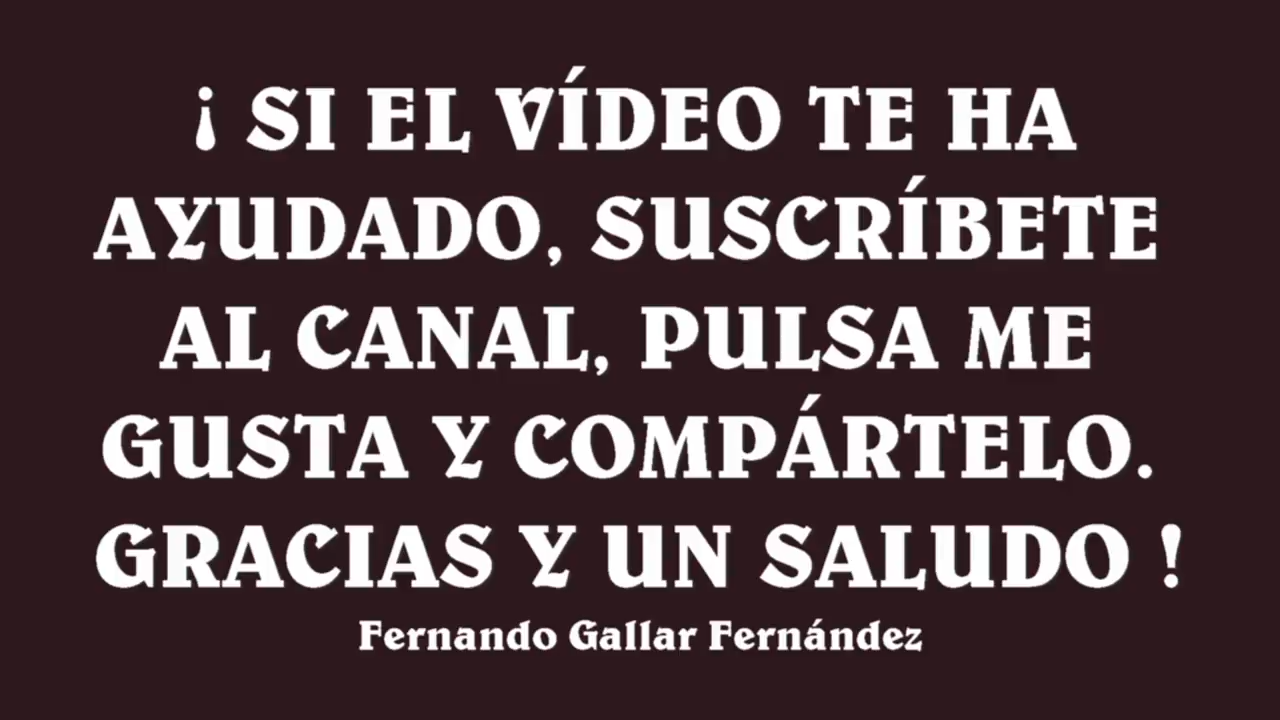 ¡ SI EL VÍDEO TE HA
AYUDADO, SUSCRÍBETE
AL CANAL, PULSA ME
GUSTA Y COMPÁRTELO.
GRACIAS Y UN SALUDO !
Fernando Gallar Fernández